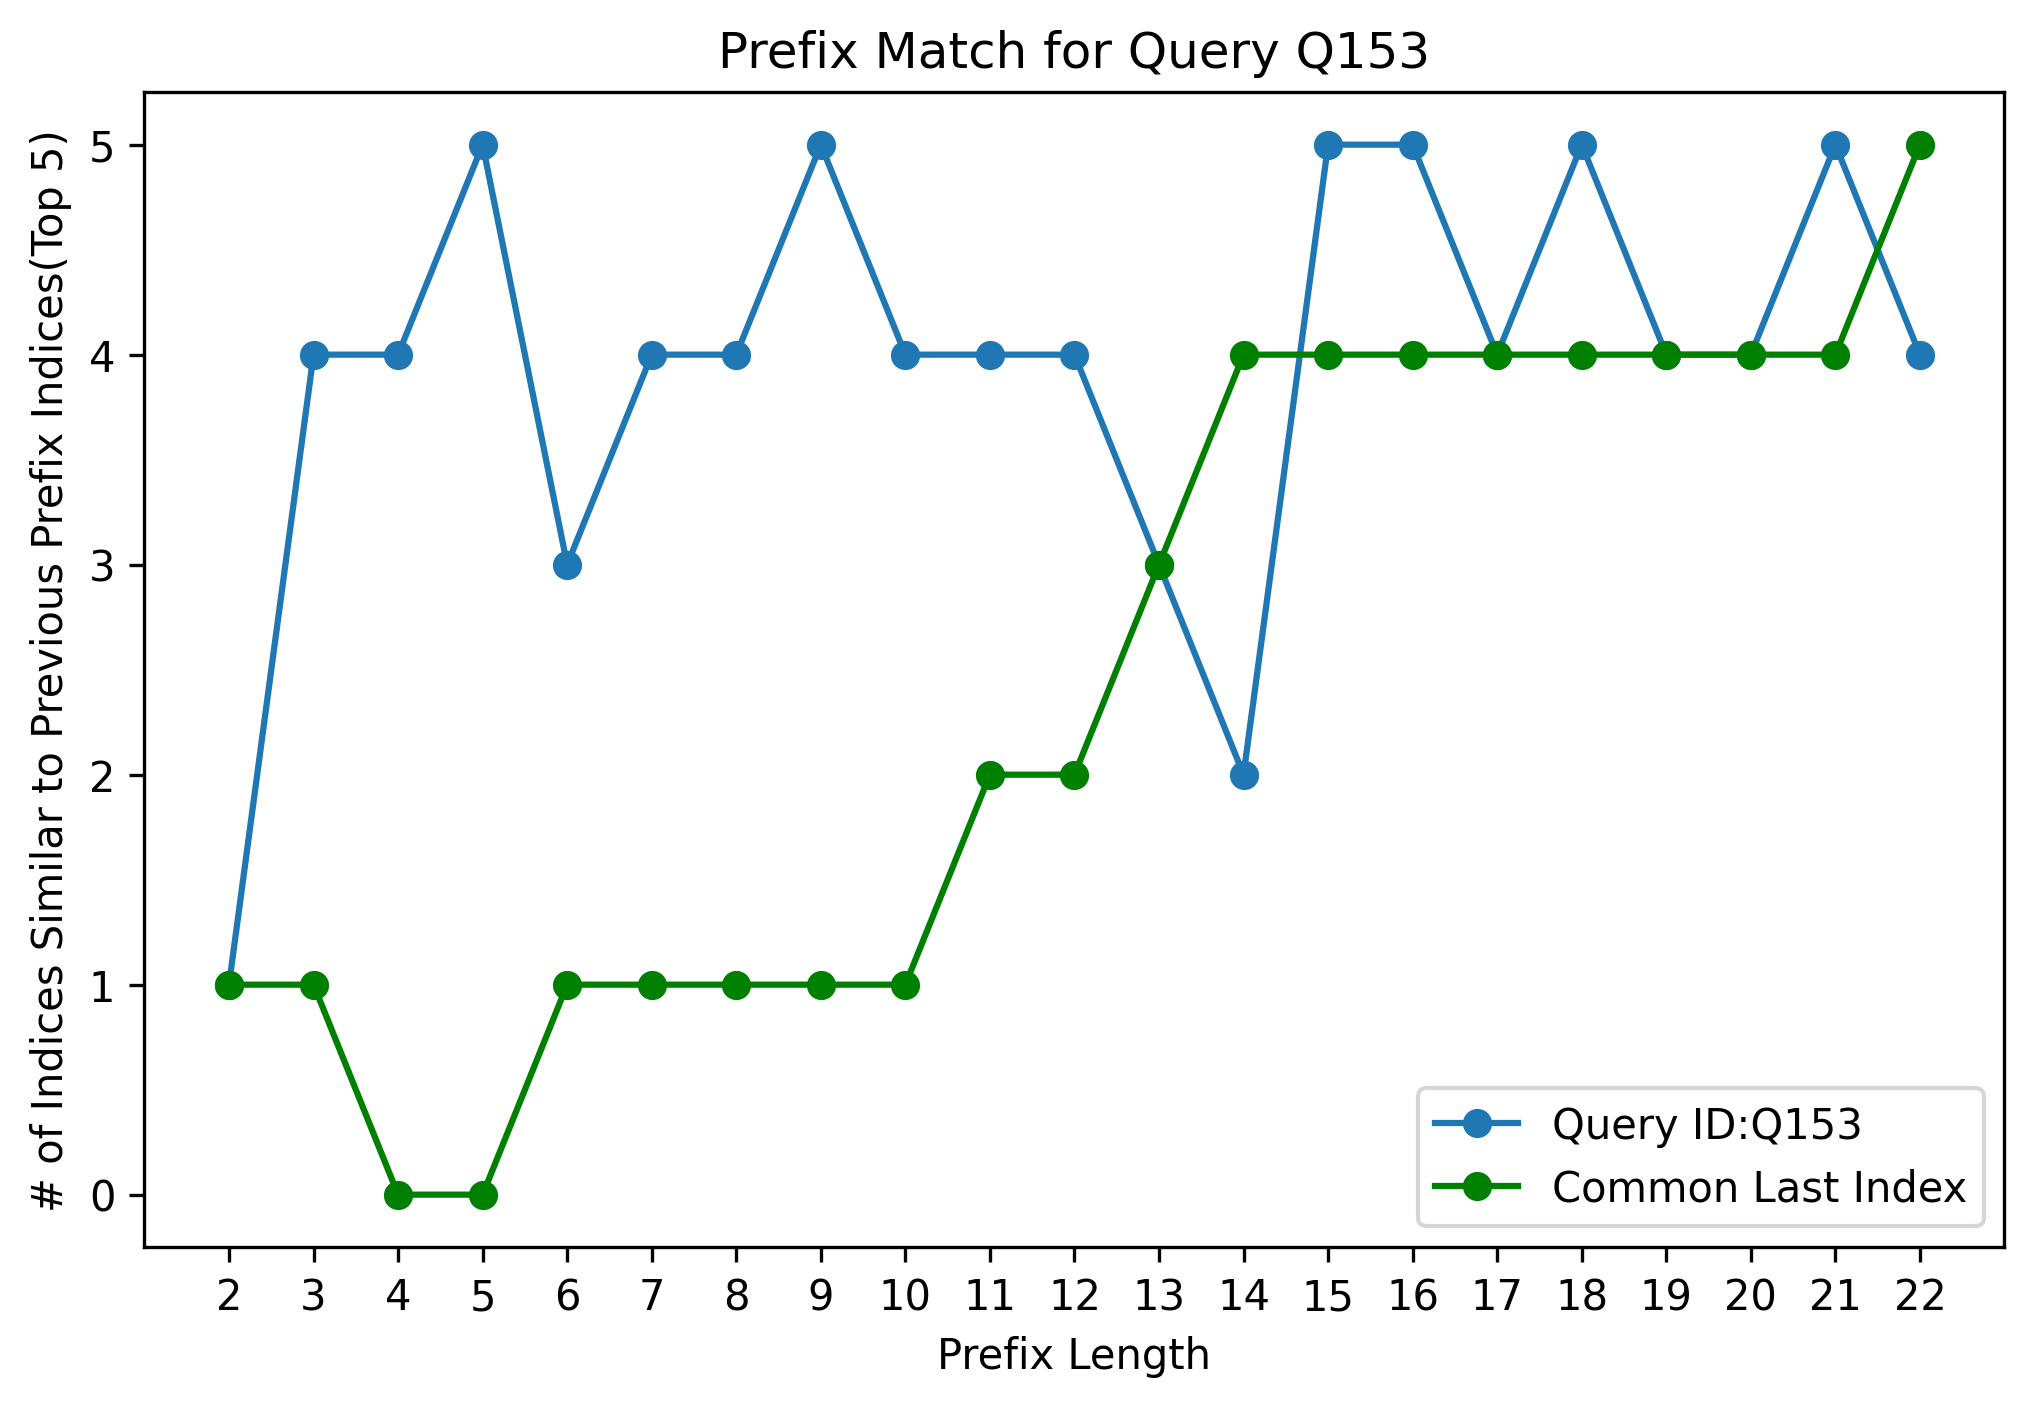 Prefix Match for Query Q153
# of Indices Similar to Previous Prefix Indices(Top 5)
5
4
3
2
1
0
Query ID:Q153
Common Last Index
2 3 4 5 6 7 8 9 10 11 12 13 14 15 16 17 18 19 20 21 22
Prefix Length